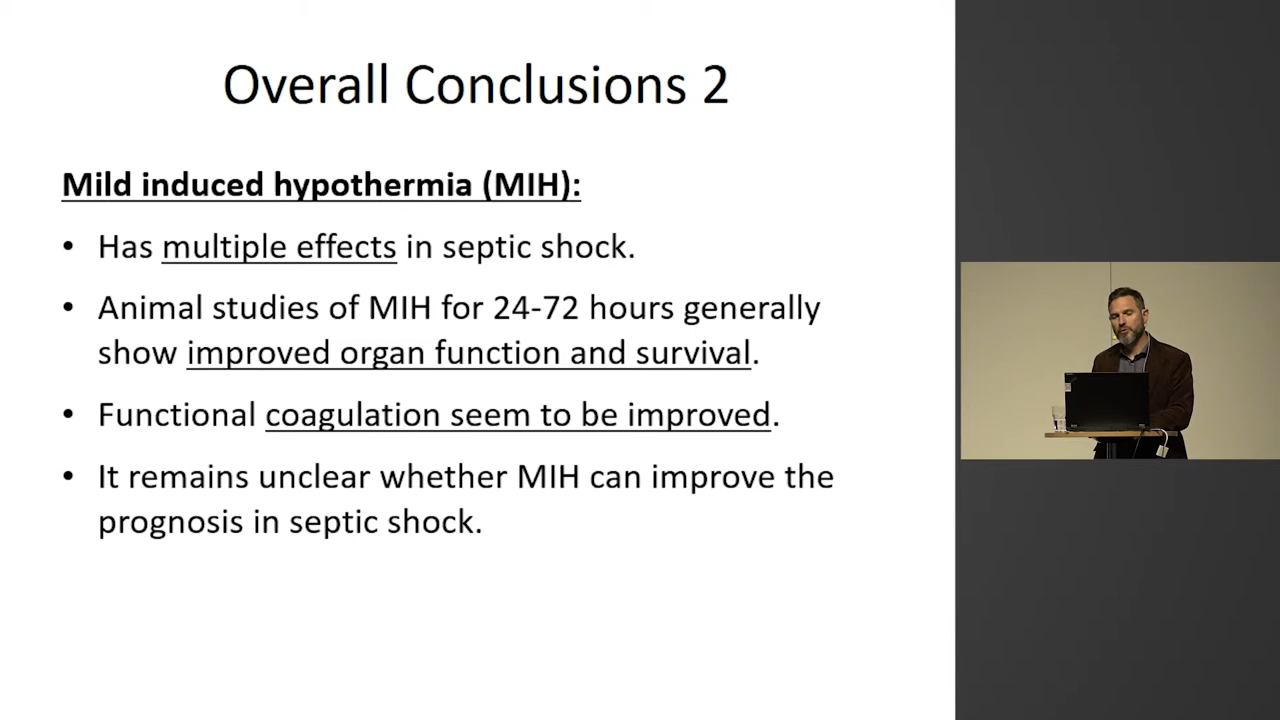 Overall Conclusions 2
Mild induced hypothermia (MIH):
• Has multiple effects in septic shock.
• Animal studies of MIH for 24-72 hours generally
show improved organ function and survival.
• Functional coagulation seem to be improved.
• It remains unclear whether MIH can improve the
prognosis in septic shock.